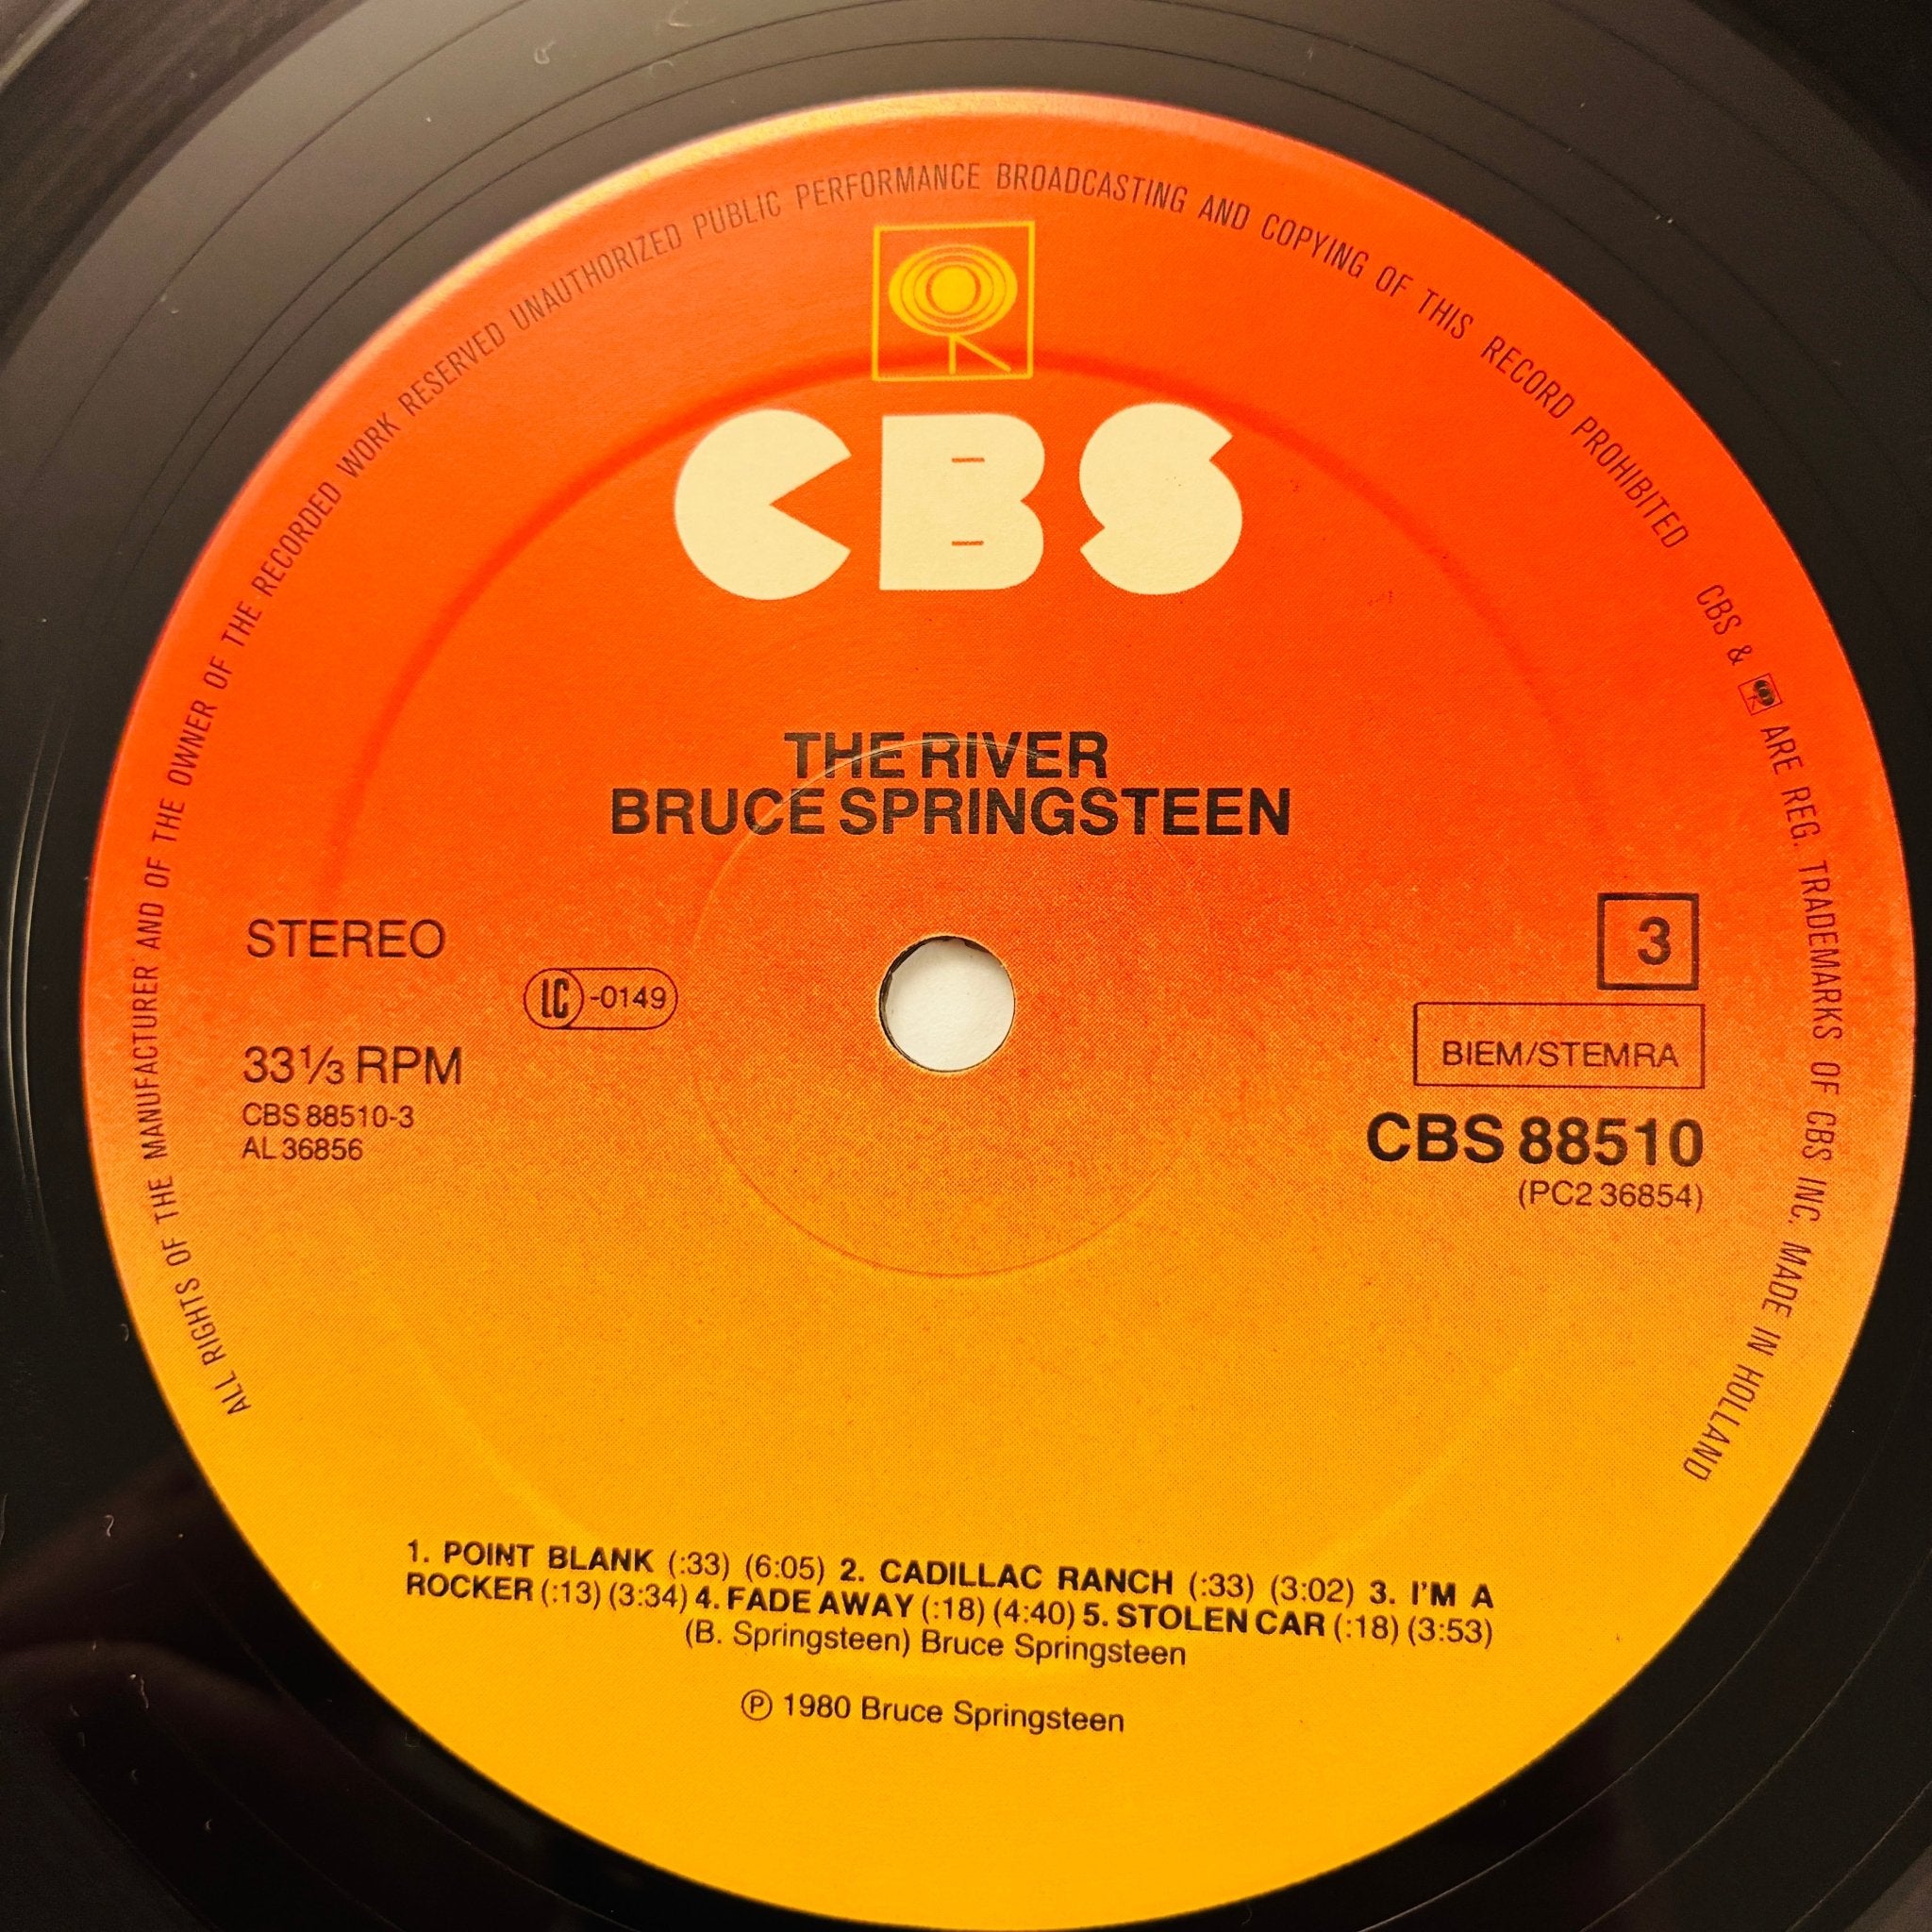 ALL RIGHTS OF THE MANUFACTURER AND OF THE OWNER OF THE RECORDED WORK RESERVED UNAUTHORIZED PUBLIC PERFORMANCE BROADCASTING AND COPYING OF THIS RECORD PROHIBITED CBS & ARE REG. TRADEMARKS OF CBS INC. MADE IN HOLLAND
CBS
THE RIVER
BRUCE SPRINGSTEEN
STEREO
3
LC-0149
BIEM/STEMRA
33⅓ RPM
CBS 88510-3
AL 36856
CBS 88510
(PC2 36854)
1. POINT BLANK (:33) (6:05) 2. CADILLAC RANCH (:33) (3:02) 3. I'M A
ROCKER (:13) (3:34) 4. FADE AWAY (:18) (4:40) 5. STOLEN CAR (:18) (3:53)
(B. Springsteen) Bruce Springsteen
℗ 1980 Bruce Springsteen